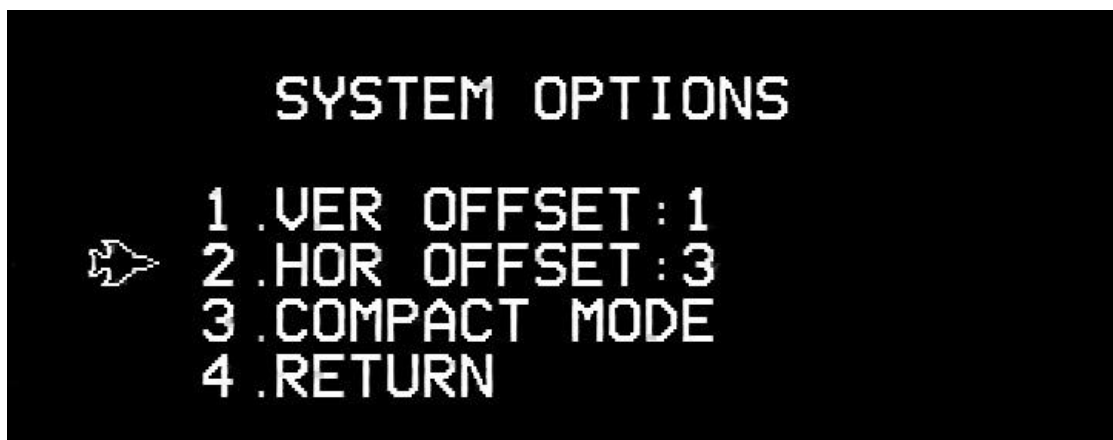 SYSTEM OPTIONS
1.VER OFFSET:1
2.HOR OFFSET:3
3.COMPACT MODE
4.RETURN